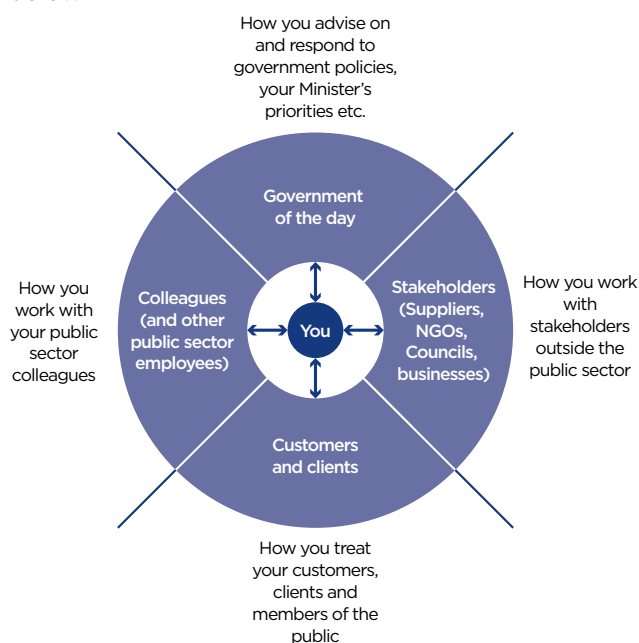 How you advise on
and respond to
government policies,
your Minister's
priorities etc.
Government
of the day
How you
work with
your public
sector
colleagues
Colleagues
(and other
public sector
employees)
You
Stakeholders
(Suppliers,
NGOs,
Councils,
businesses)
How you work
with
stakeholders
outside the
public sector
Customers
and clients
How you treat
your customers,
clients and
members of the
public